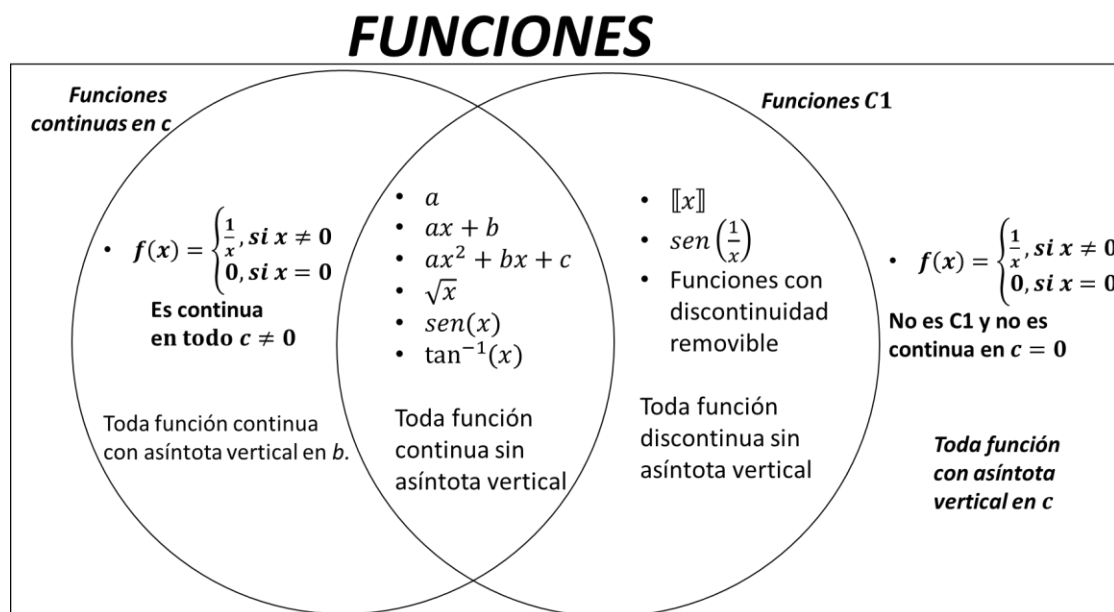 FUNCIONES
Funciones
continuas en c
• f(x) = {1/x, si x ≠ 0
0, si x = 0
Es continua
en todo c ≠ 0
Toda función continua
con asíntota vertical en b.
• a
• ax + b
• ax² + bx + c
• √x
• sen(x)
• tan⁻¹(x)
Toda función
continua sin
asíntota vertical
Funciones C1
• ⟦x⟧
• sen(1/x)
• Funciones con
discontinuidad
removible
Toda función
discontinua sin
asíntota vertical
• f(x) = {1/x, si x ≠ 0
0, si x = 0
No es C1 y no es
continua en c = 0
Toda función
con asíntota
vertical en c